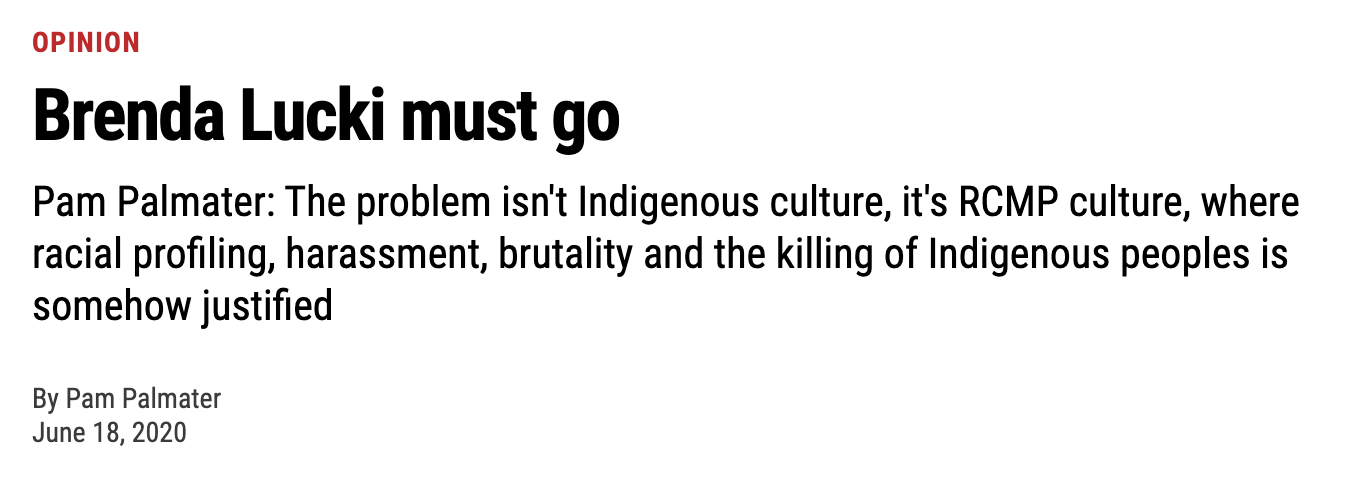 OPINION
Brenda Lucki must go
Pam Palmater: The problem isn't Indigenous culture, it's RCMP culture, where
racial profiling, harassment, brutality and the killing of Indigenous peoples is
somehow justified
By Pam Palmater
June 18, 2020